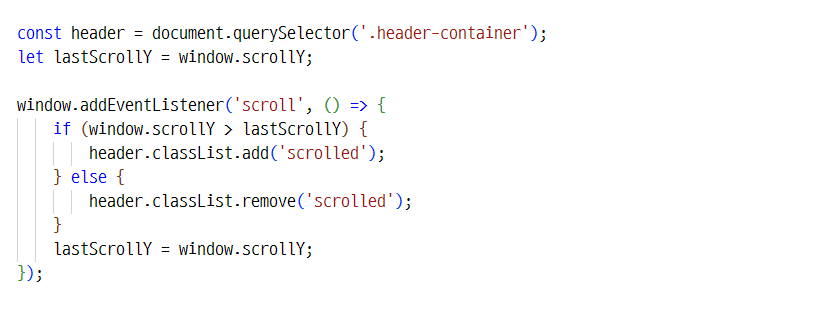 const header = document.querySelector('.header-container');
let lastScrollY = window.scrollY;
window.addEventListener('scroll', () => {
if (window.scrollY > lastScrollY) {
header.classList.add('scrolled');
} else {
header.classList.remove('scrolled');
}
lastScrollY = window.scrollY;
});